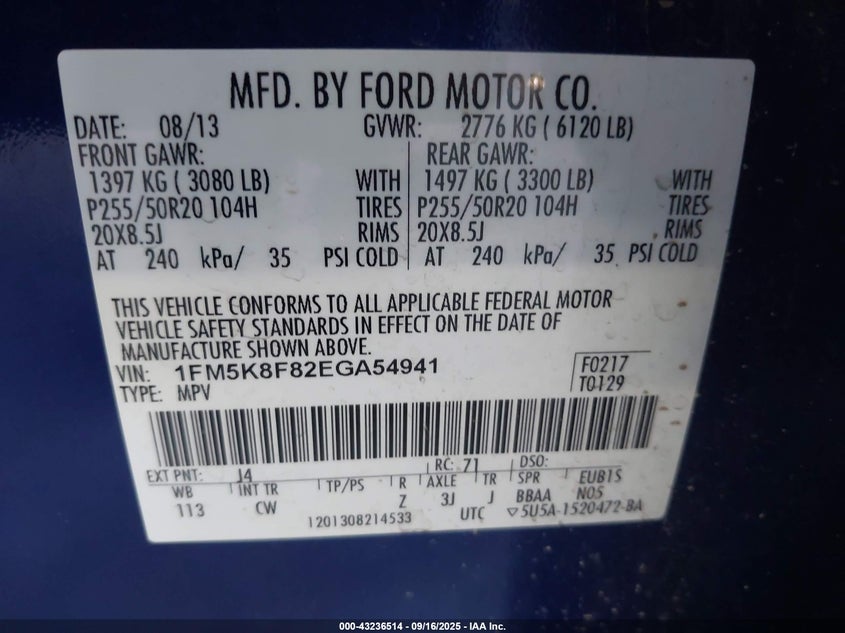 MFD. BY FORD MOTOR CO.
DATE: 08/13 GVWR: 2776 KG ( 6120 LB)
FRONT GAWR: REAR GAWR:
1397 KG ( 3080 LB) WITH 1497 KG ( 3300 LB) WITH
P255/50R20 104H TIRES P255/50R20 104H TIRES
20X8.5J RIMS 20X8.5J RIMS
AT 240 kPa/ 35 PSI COLD AT 240 kPa/ 35 PSI COLD
THIS VEHICLE CONFORMS TO ALL APPLICABLE FEDERAL MOTOR
VEHICLE SAFETY STANDARDS IN EFFECT ON THE DATE OF
MANUFACTURE SHOWN ABOVE.
VIN: 1FM5K8F82EGA54941 F0217
TYPE: MPV T0129
EXT PNT: J4 RC: 71 DSO:
WB INT TR TP/PS R AXLE TR SPR EUB1S
113 CW Z 3J J BBAA N05
1201308214533 UTC ▽5U5A-1520472-BA
000-43236514 - 09/16/2025 - IAA Inc.